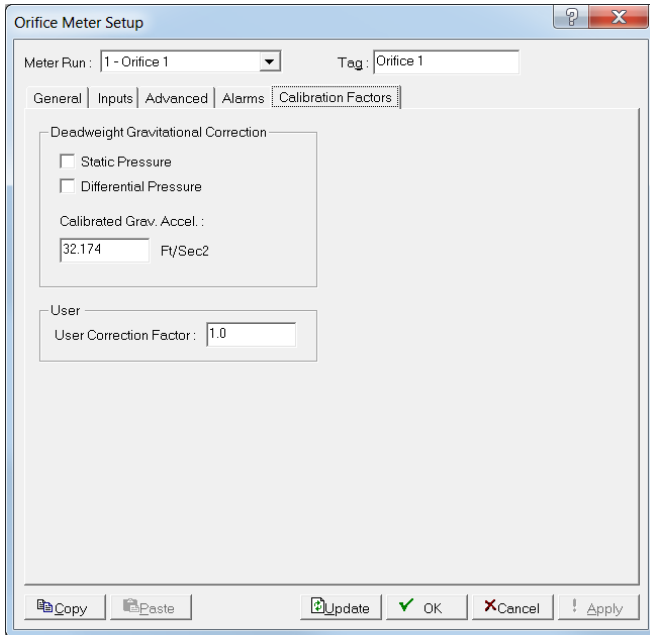 Orifice Meter Setup
Meter Run : 1 - Orifice 1 Tag : Orifice 1
General Inputs Advanced Alarms Calibration Factors
Deadweight Gravitational Correction
Static Pressure
Differential Pressure
Calibrated Grav. Accel. :
32.174 Ft/Sec2
User
User Correction Factor : 1.0
Copy Paste Update OK Cancel ! Apply